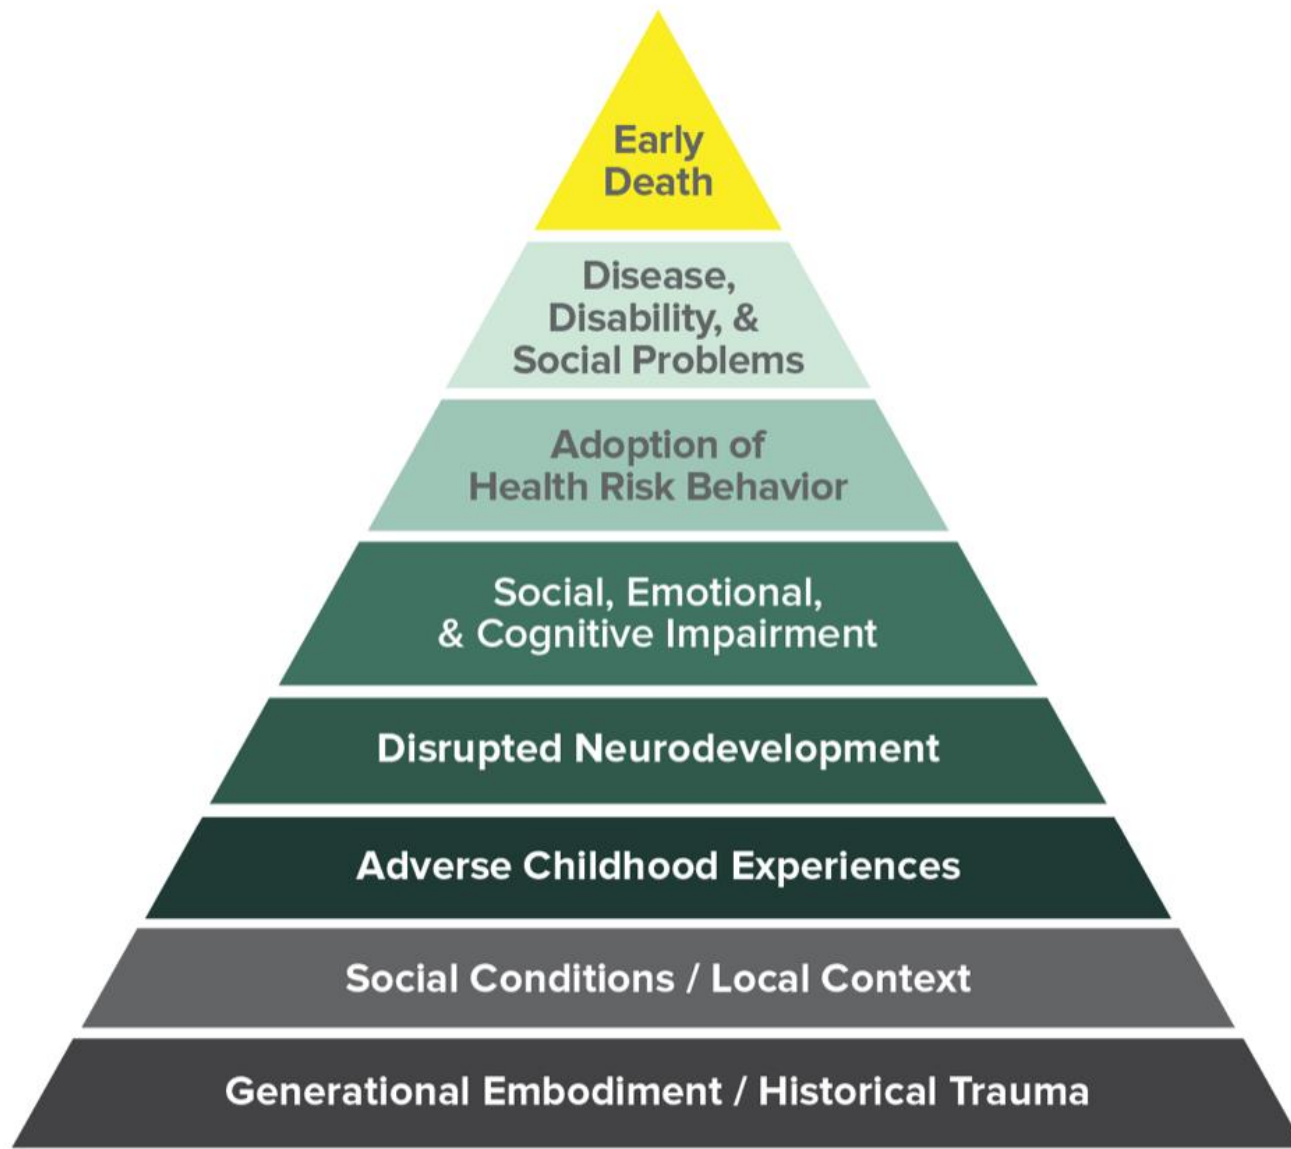 Early
Death
Disease,
Disability, &
Social Problems
Adoption of
Health Risk Behavior
Social, Emotional,
& Cognitive Impairment
Disrupted Neurodevelopment
Adverse Childhood Experiences
Social Conditions / Local Context
Generational Embodiment / Historical Trauma